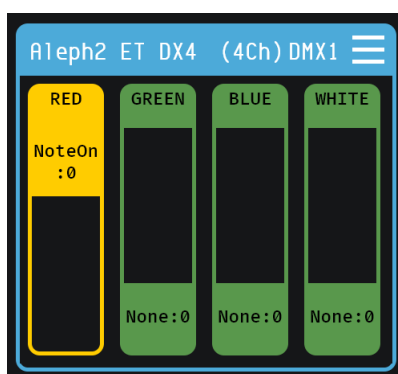 Aleph2 ET DX4 (4Ch) DMX1
RED GREEN BLUE WHITE
NoteOn
:0
None:0 None:0 None:0